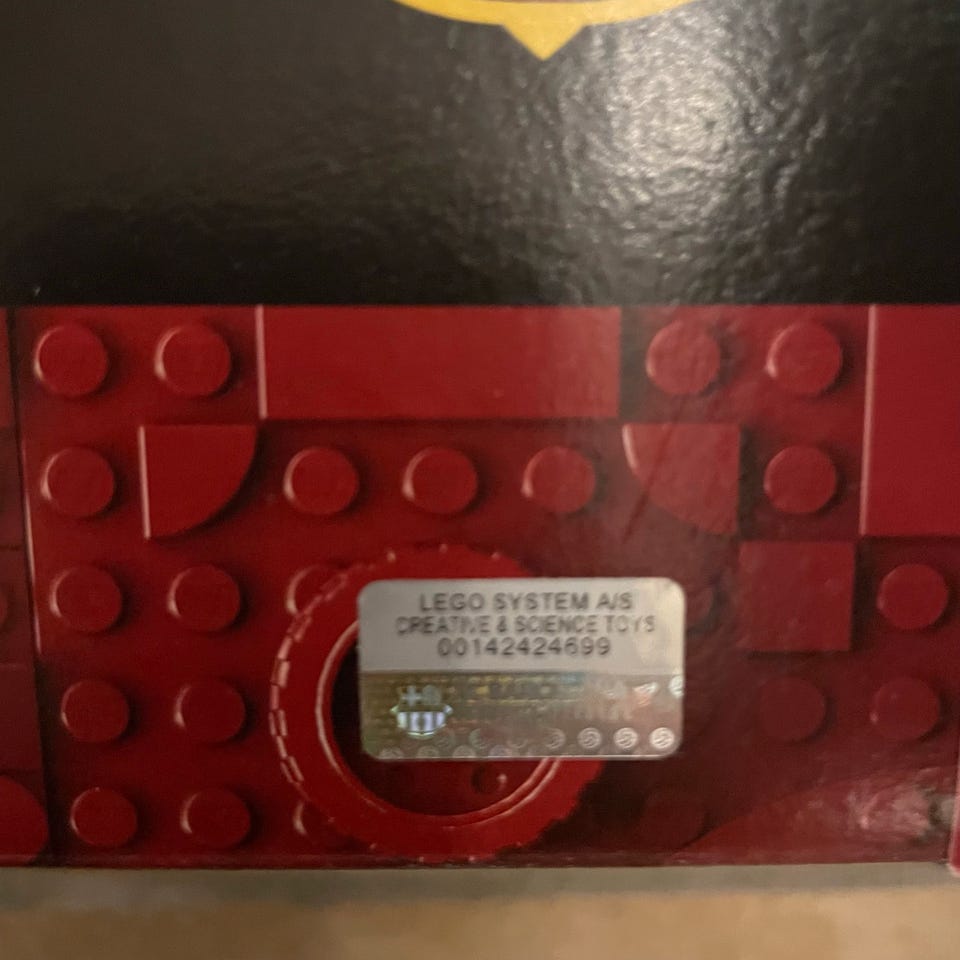 LEGO SYSTEM A/S
CREATIVE & SCIENCE TOYS
00142424699